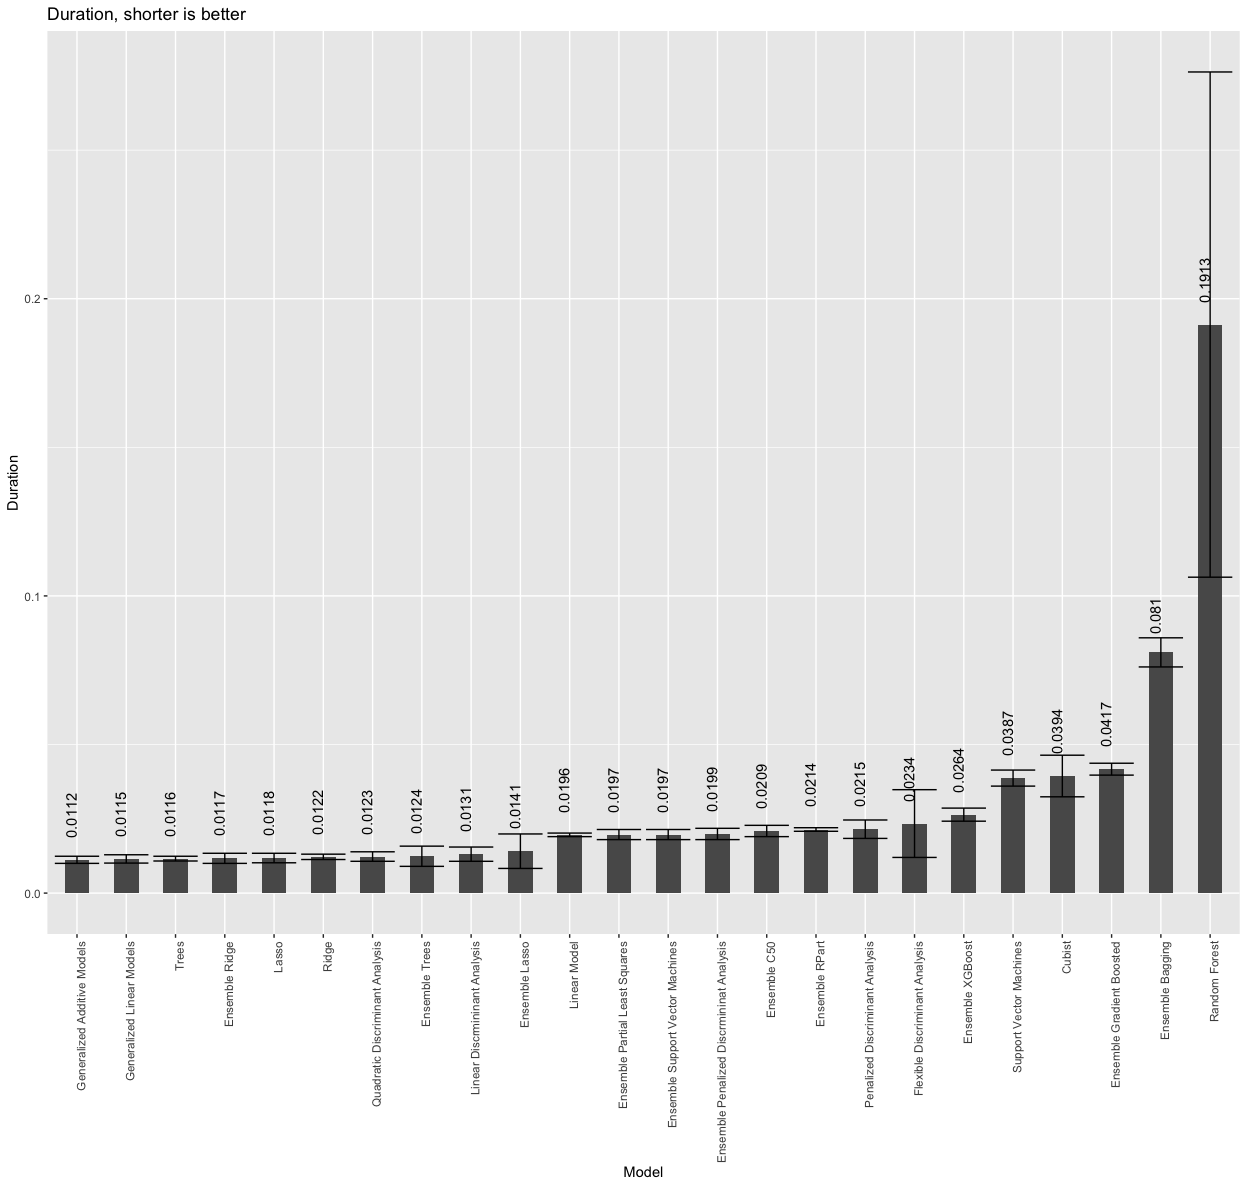 Duration, shorter is better
Duration
0.2
0.1
0.0
0.0112
0.0115
0.0116
0.0117
0.0118
0.0122
0.0123
0.0124
0.0131
0.0141
0.0196
0.0197
0.0197
0.0199
0.0209
0.0214
0.0215
0.0234
0.0264
0.0387
0.0394
0.0417
0.081
0.1913
Generalized Additive Models
Generalized Linear Models
Trees
Ensemble Ridge
Lasso
Ridge
Quadratic Discriminant Analysis
Ensemble Trees
Linear Discrmininant Analysis
Ensemble Lasso
Linear Model
Ensemble Partial Least Squares
Ensemble Support Vector Machines
Ensemble Penalized Discrmininat Analysis
Ensemble C50
Ensemble RPart
Penalized Discriminant Analysis
Flexible Discriminant Analysis
Ensemble XGBoost
Support Vector Machines
Cubist
Ensemble Gradient Boosted
Ensemble Bagging
Random Forest
Model